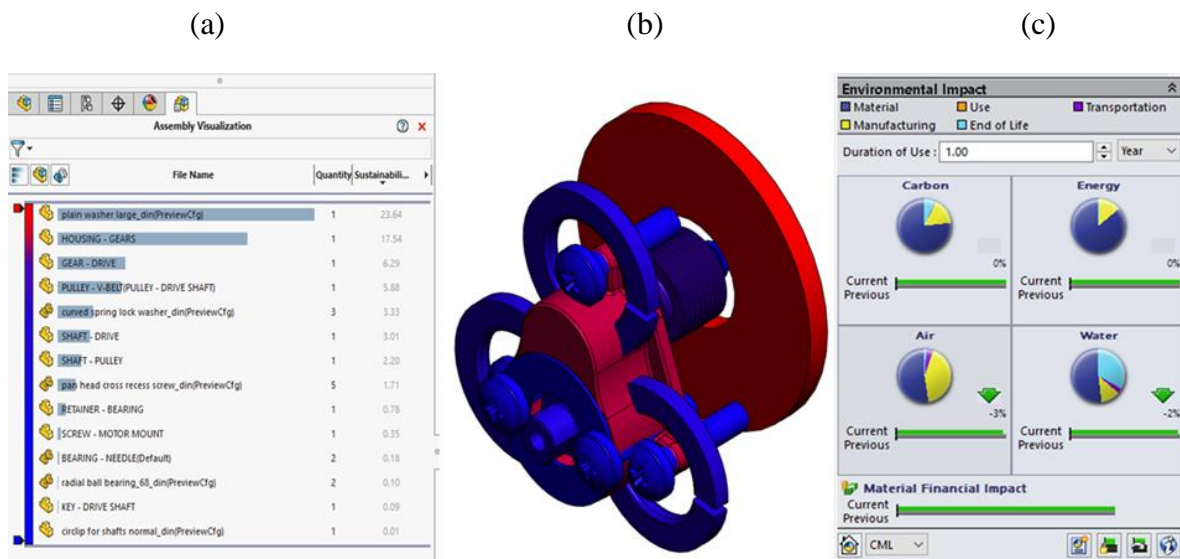 (a)
(b)
(c)
Assembly Visualization
File Name Quantity Sustainabili...
plain washer large_din(PreviewCfg) 1 23.64
HOUSING - GEARS 1 17.54
GEAR - DRIVE 1 6.29
PULLEY - V-BELT(PULLEY - DRIVE SHAFT) 1 5.88
curved spring lock washer_din(PreviewCfg) 3 3.33
SHAFT - DRIVE 1 3.01
SHAFT - PULLEY 1 2.20
pan head cross recess screw_din(PreviewCfg) 5 1.71
RETAINER - BEARING 1 0.78
SCREW - MOTOR MOUNT 1 0.35
BEARING - NEEDLE(Default) 2 0.18
radial ball bearing_68_din(PreviewCfg) 2 0.10
KEY - DRIVE SHAFT 1 0.09
circlip for shafts normal_din(PreviewCfg) 1 0.01
Environmental Impact
Material Use Transportation
Manufacturing End of Life
Duration of Use : 1.00 Year
Carbon
0%
Current
Previous
Energy
0%
Current
Previous
Air
-3%
Current
Previous
Water
-2%
Current
Previous
Material Financial Impact
Current
Previous
CML